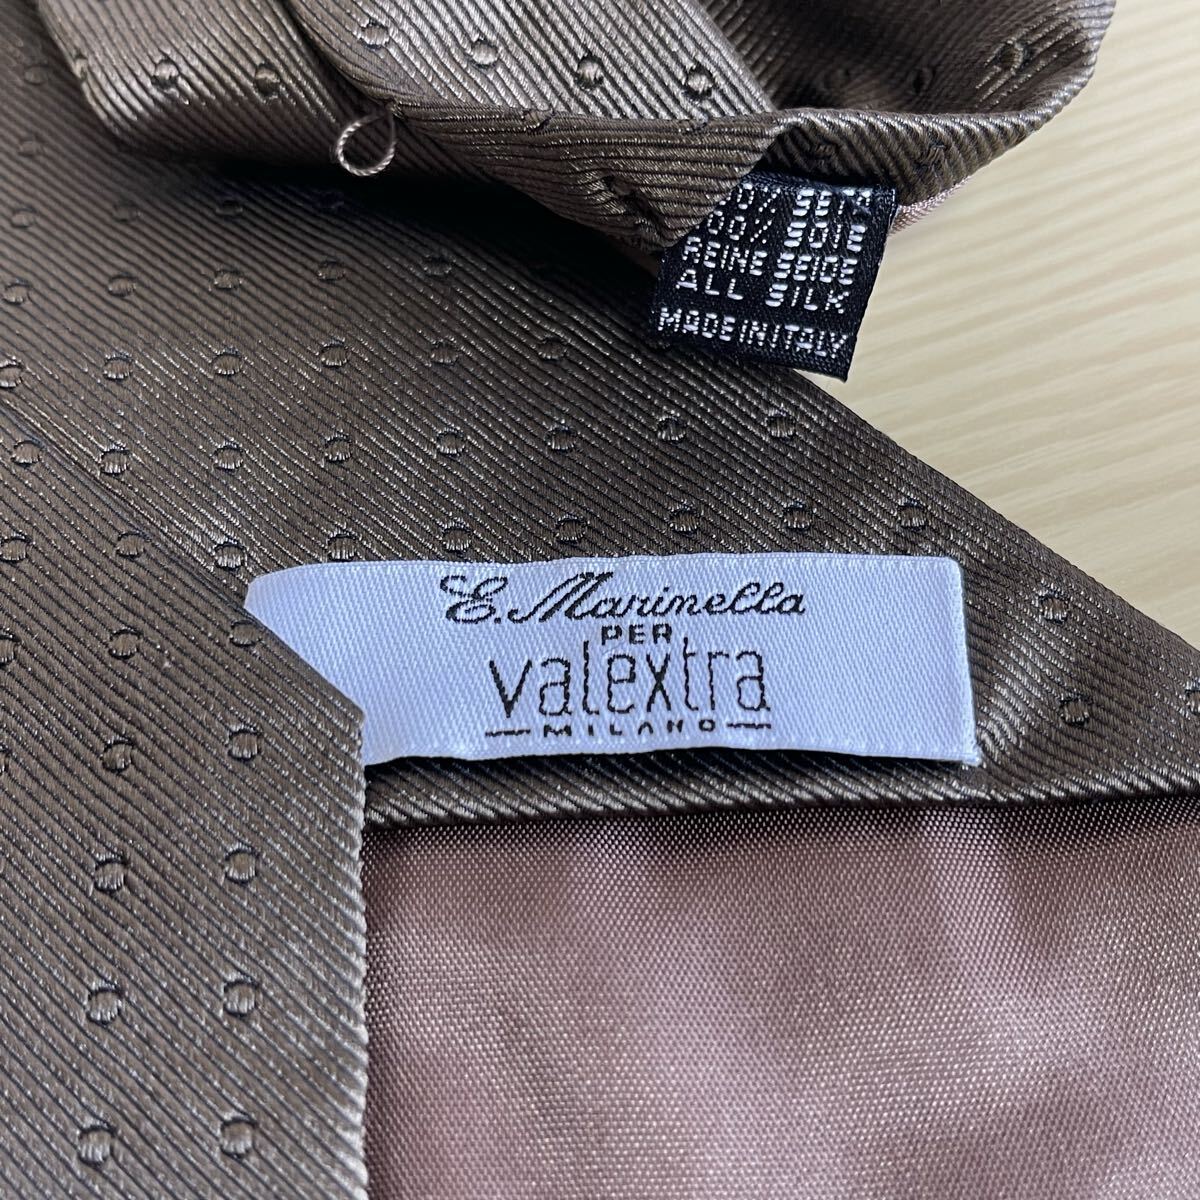 0% SETA
00% SOIE
REINE SEIDE
ALL SILK
MADE IN ITALY
E. Marinella
PER
valextra
MILANO